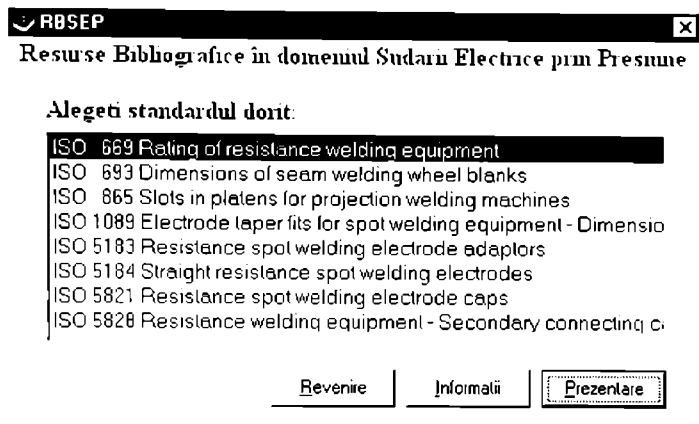 RBSEP
Resurse Bibliografice în domeniul Sudarii Electrice prin Presiune
Alegeti standardul dorit:
ISO 669 Rating of resistance welding equipment
ISO 693 Dimensions of seam welding wheel blanks
ISO 865 Slots in platens for projection welding machines
ISO 1089 Electrode taper fits for spot welding equipment - Dimensio
ISO 5183 Resistance spot welding electrode adaptors
ISO 5184 Straight resistance spot welding electrodes
ISO 5821 Resistance spot welding electrode caps
ISO 5828 Resistance welding equipment - Secondary connecting c
Revenire Informatii Prezentare